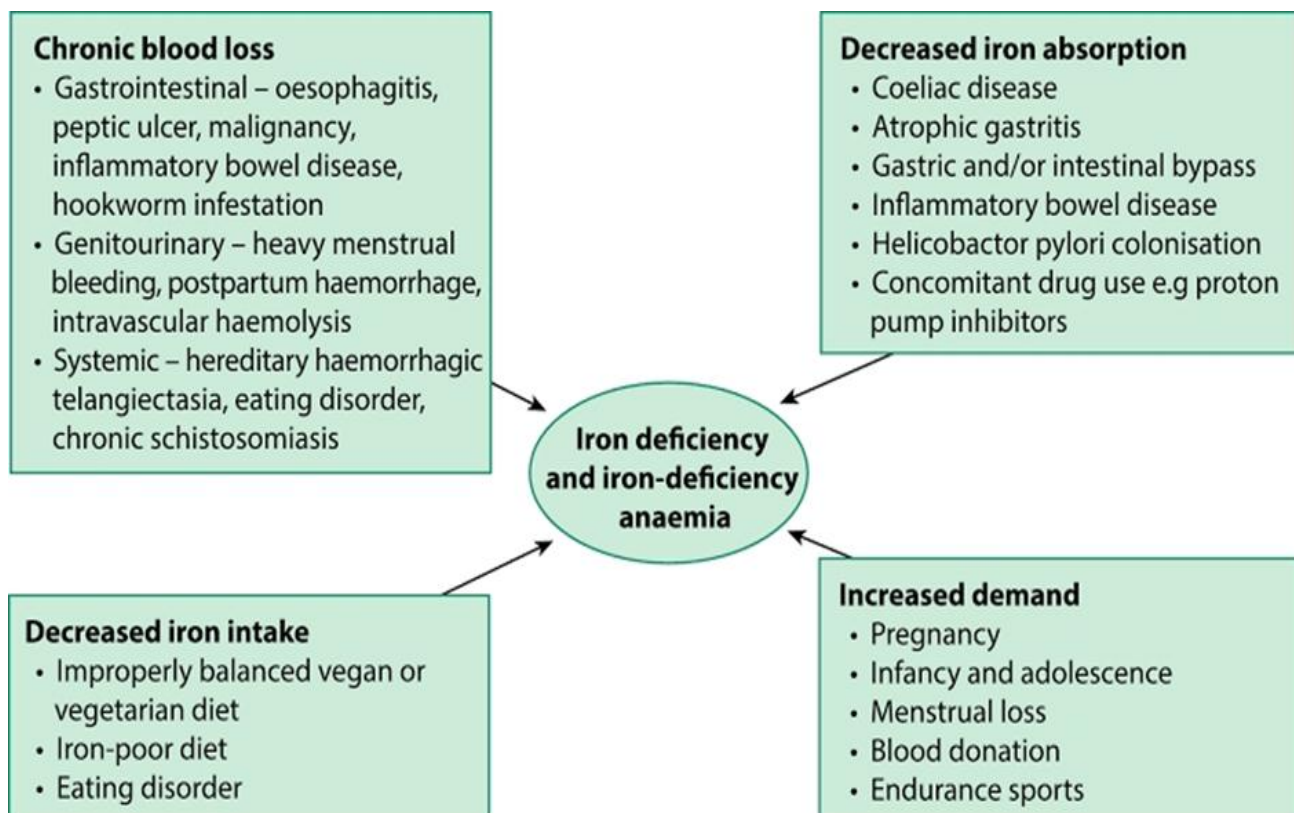 Chronic blood loss
• Gastrointestinal – oesophagitis,
peptic ulcer, malignancy,
inflammatory bowel disease,
hookworm infestation
• Genitourinary – heavy menstrual
bleeding, postpartum haemorrhage,
intravascular haemolysis
• Systemic – hereditary haemorrhagic
telangiectasia, eating disorder,
chronic schistosomiasis
Decreased iron absorption
• Coeliac disease
• Atrophic gastritis
• Gastric and/or intestinal bypass
• Inflammatory bowel disease
• Helicobactor pylori colonisation
• Concomitant drug use e.g proton
pump inhibitors
Iron deficiency
and iron-deficiency
anaemia
Decreased iron intake
• Improperly balanced vegan or
vegetarian diet
• Iron-poor diet
• Eating disorder
Increased demand
• Pregnancy
• Infancy and adolescence
• Menstrual loss
• Blood donation
• Endurance sports